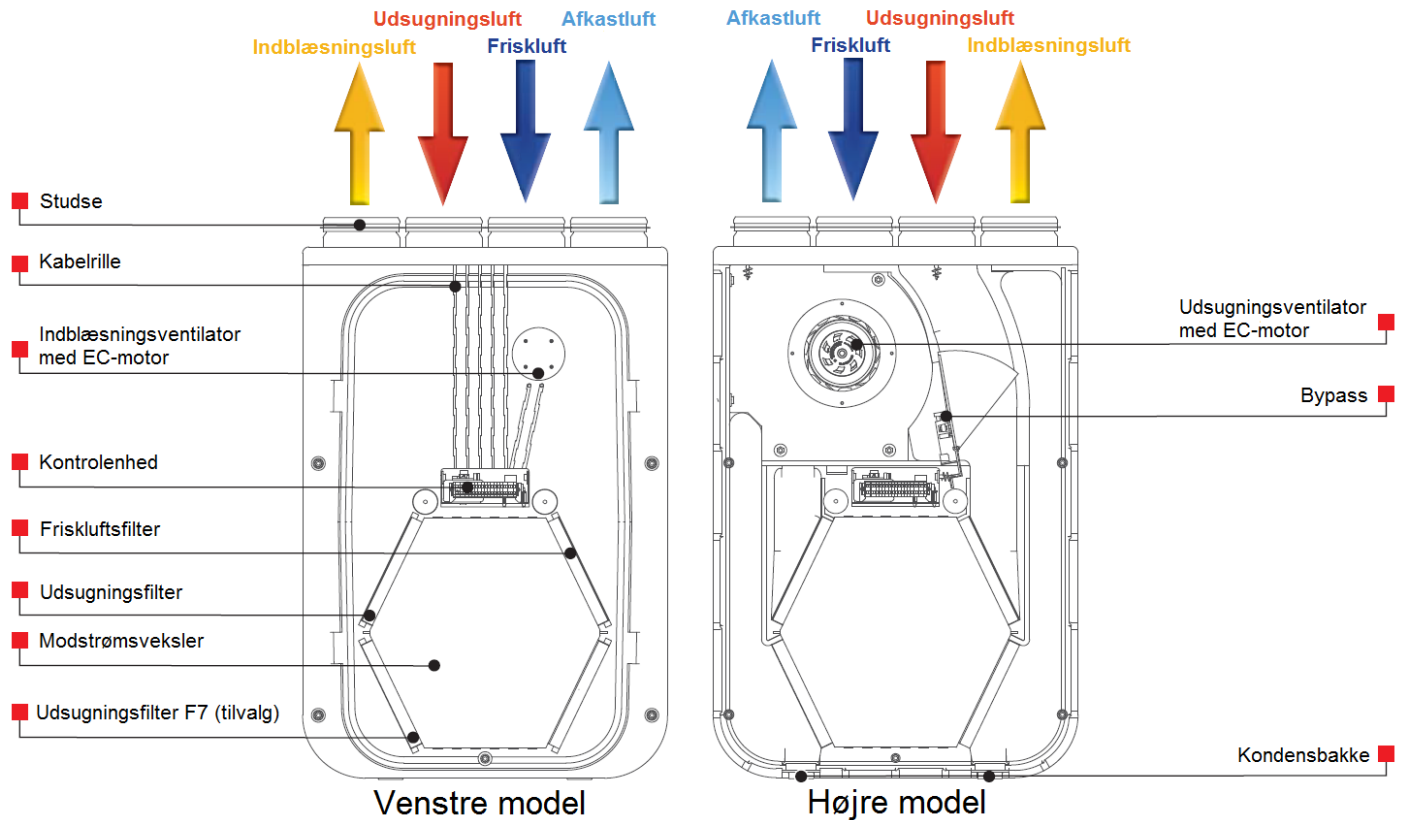 Udsugningsluft
Afkastluft
Indblæsningsluft
Friskluft
Afkastluft
Udsugningsluft
Friskluft
Indblæsningsluft
Studse
Kabelrille
Indblæsningsventilator
med EC-motor
Kontrolenhed
Friskluftsfilter
Udsugningsfilter
Modstrømsveksler
Udsugningsfilter F7 (tilvalg)
Udsugningsventilator
med EC-motor
Bypass
Kondensbakke
Venstre model
Højre model